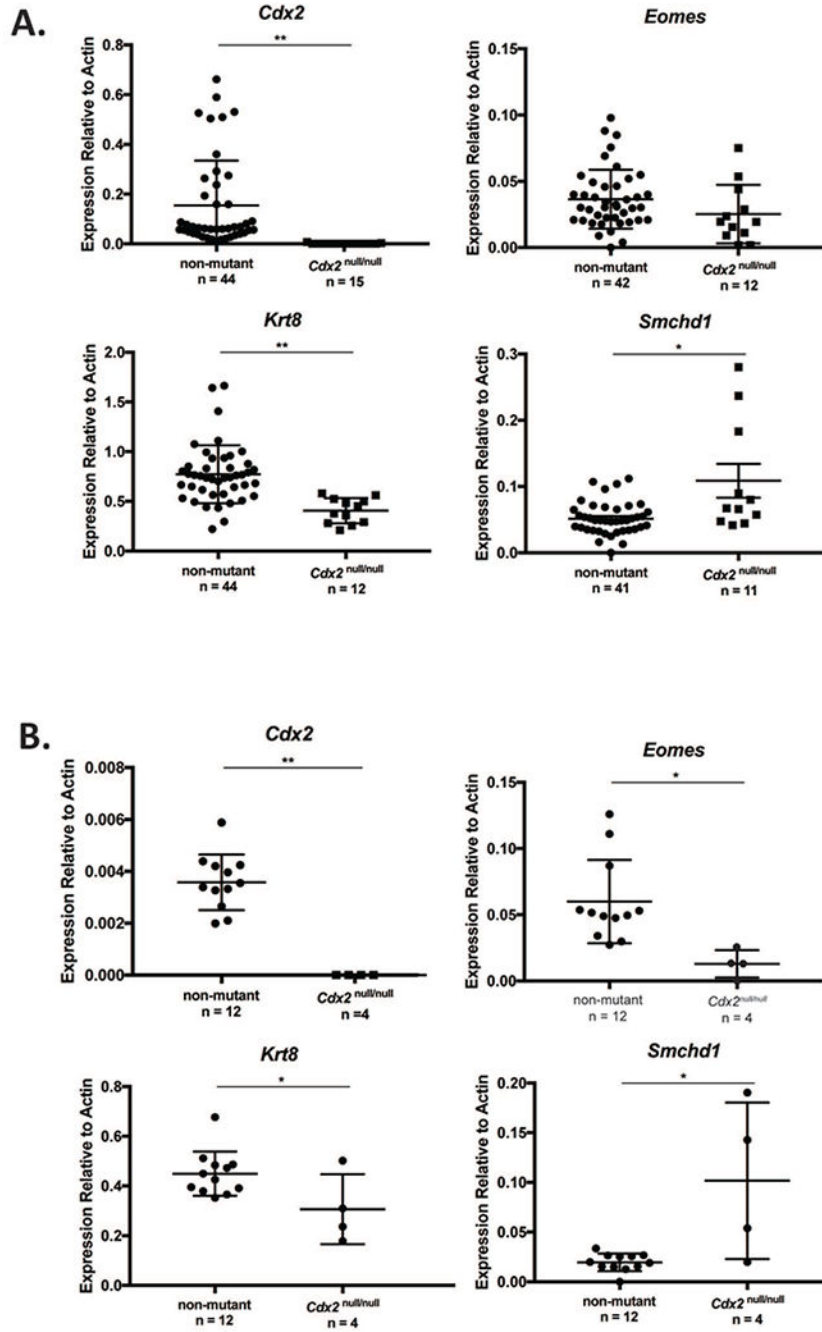 A.
Cdx2
**
Expression Relative to Actin
0.8
0.6
0.4
0.2
0.0
non-mutant
n = 44
Cdx2 null/null
n = 15
Eomes
Expression Relative to Actin
0.15
0.10
0.05
0.00
non-mutant
n = 42
Cdx2 null/null
n = 12
Krt8
**
Expression Relative to Actin
2.0
1.5
1.0
0.5
0.0
non-mutant
n = 44
Cdx2 null/null
n = 12
Smchd1
*
Expression Relative to Actin
0.3
0.2
0.1
0.0
non-mutant
n = 41
Cdx2 null/null
n = 11
B.
Cdx2
**
Expression Relative to Actin
0.008
0.006
0.004
0.002
0.000
non-mutant
n = 12
Cdx2 null/null
n =4
Eomes
*
Expression Relative to Actin
0.15
0.10
0.05
0.00
non-mutant
n = 12
Cdx2 null/null
n = 4
Krt8
*
Expression Relative to Actin
0.8
0.6
0.4
0.2
0.0
non-mutant
n = 12
Cdx2 null/null
n = 4
Smchd1
*
Expression Relative to Actin
0.20
0.15
0.10
0.05
0.00
non-mutant
n = 12
Cdx2 null/null
n = 4